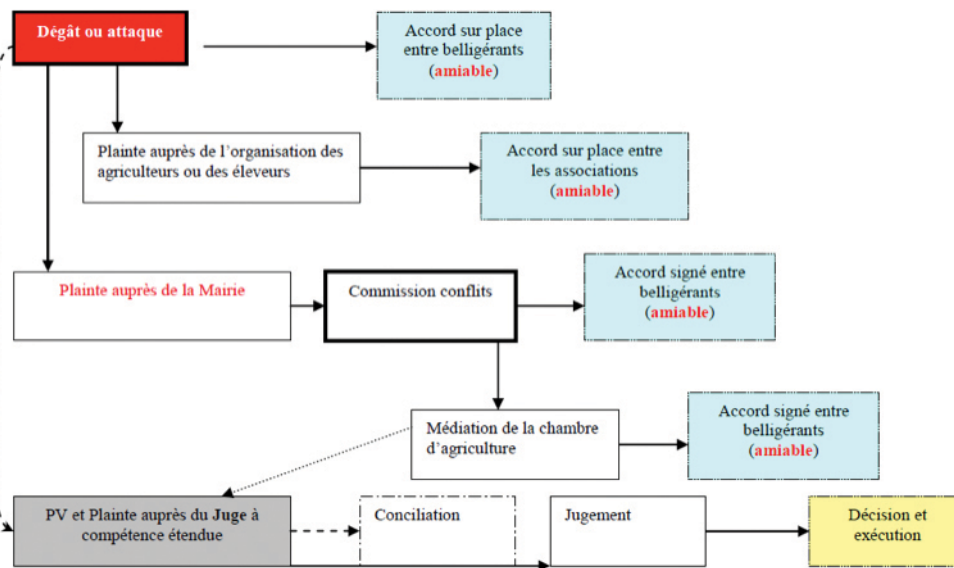 Dégât ou attaque
Accord sur place
entre belligérants
(amiable)
Plainte auprès de l’organisation des
agriculteurs ou des éleveurs
Accord sur place entre
les associations
(amiable)
Plainte auprès de la Mairie
Commission conflits
Accord signé entre
belligérants
(amiable)
Médiation de la chambre
d’agriculture
Accord signé entre
belligérants
(amiable)
PV et Plainte auprès du Juge à
compétence étendue
Conciliation
Jugement
Décision et
exécution